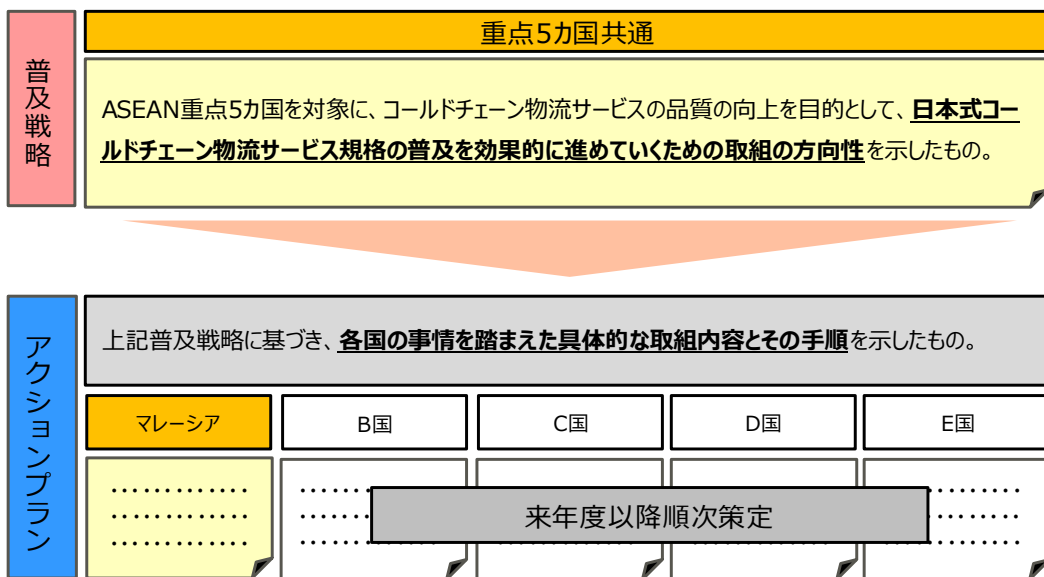 重点5カ国共通
普及戦略
ASEAN重点5カ国を対象に、コールドチェーン物流サービスの品質の向上を目的として、日本式コー
ルドチェーン物流サービス規格の普及を効果的に進めていくための取組の方向性を示したもの。
アクションプラン
上記普及戦略に基づき、各国の事情を踏まえた具体的な取組内容とその手順を示したもの。
マレーシア
B国
C国
D国
E国
来年度以降順次策定